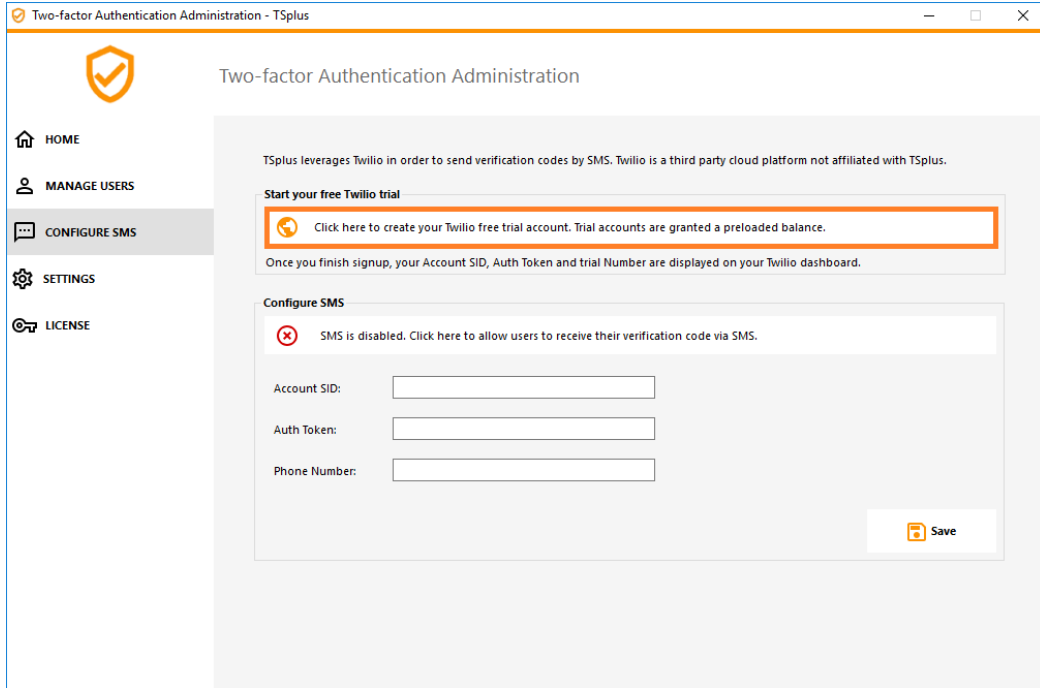 Two-factor Authentication Administration - TSplus
Two-factor Authentication Administration
HOME
MANAGE USERS
CONFIGURE SMS
SETTINGS
LICENSE
TSplus leverages Twilio in order to send verification codes by SMS. Twilio is a third party cloud platform not affiliated with TSplus.
Start your free Twilio trial
Click here to create your Twilio free trial account. Trial accounts are granted a preloaded balance.
Once you finish signup, your Account SID, Auth Token and trial Number are displayed on your Twilio dashboard.
Configure SMS
SMS is disabled. Click here to allow users to receive their verification code via SMS.
Account SID:
Auth Token:
Phone Number:
Save